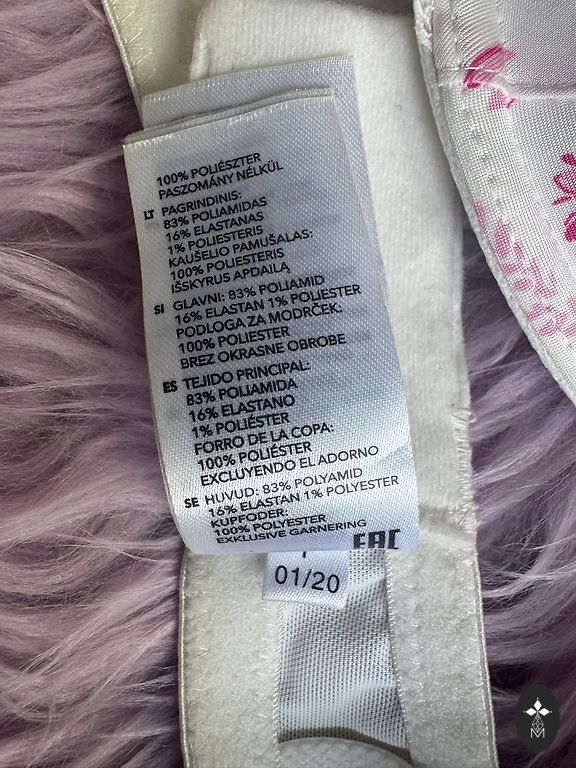 100% POLIÉSZTER
PASZOMÁNY NÉLKÜL
LT PAGRINDINIS:
83% POLIAMIDAS
16% ELASTANAS
1% POLIESTERIS
KAUŠELIO PAMUŠALAS:
100% POLIESTERIS
IŠSKYRUS APDAILĄ
SI GLAVNI: 83% POLIAMID
16% ELASTAN 1% POLIESTER
PODLOGA ZA MODRČEK:
100% POLIESTER
BREZ OKRASNE OBROBE
ES TEJIDO PRINCIPAL:
83% POLIAMIDA
16% ELASTANO
1% POLIÉSTER
FORRO DE LA COPA:
100% POLIÉSTER
EXCLUYENDO EL ADORNO
SE HUVUD: 83% POLYAMID
16% ELASTAN 1% POLYESTER
KUPFODER:
100% POLYESTER
EXKLUSIVE GARNERING
EAC
01/20